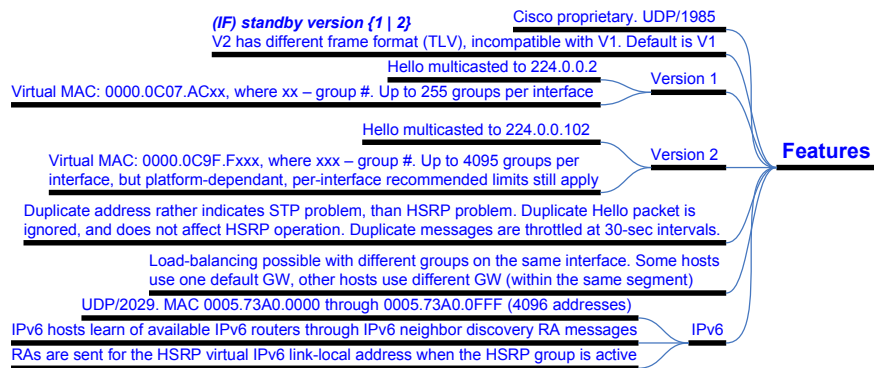 Cisco proprietary. UDP/1985
(IF) standby version {1 | 2}
V2 has different frame format (TLV), incompatible with V1. Default is V1
Hello multicasted to 224.0.0.2
Version 1
Virtual MAC: 0000.0C07.ACxx, where xx – group #. Up to 255 groups per interface
Hello multicasted to 224.0.0.102
Version 2
Virtual MAC: 0000.0C9F.Fxxx, where xxx – group #. Up to 4095 groups per
interface, but platform-dependant, per-interface recommended limits still apply
Features
Duplicate address rather indicates STP problem, than HSRP problem. Duplicate Hello packet is
ignored, and does not affect HSRP operation. Duplicate messages are throttled at 30-sec intervals.
Load-balancing possible with different groups on the same interface. Some hosts
use one default GW, other hosts use different GW (within the same segment)
UDP/2029. MAC 0005.73A0.0000 through 0005.73A0.0FFF (4096 addresses)
IPv6 hosts learn of available IPv6 routers through IPv6 neighbor discovery RA messages
IPv6
RAs are sent for the HSRP virtual IPv6 link-local address when the HSRP group is active